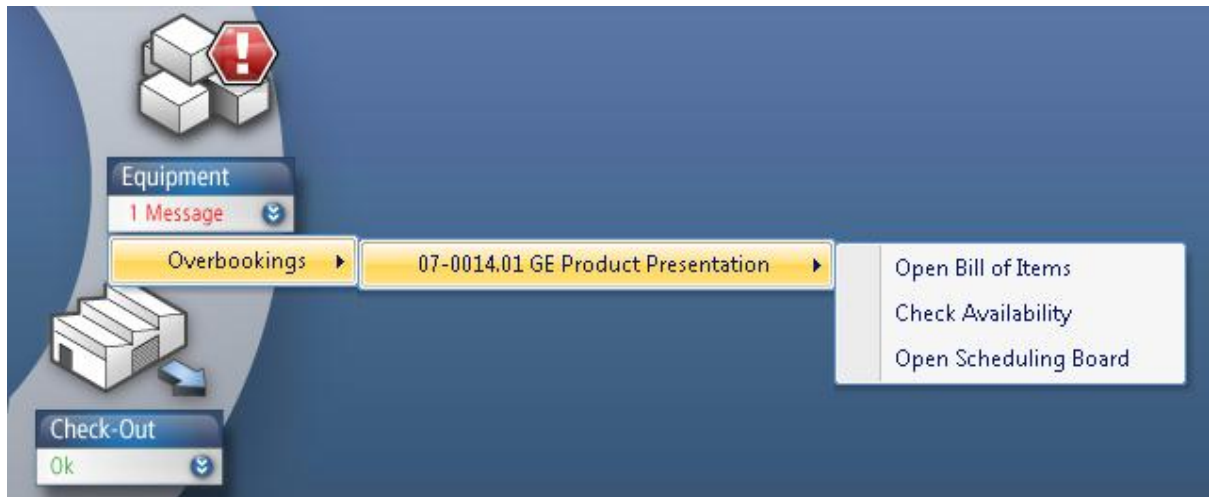 Equipment
1 Message
Overbookings
07-0014.01 GE Product Presentation
Open Bill of Items
Check Availability
Open Scheduling Board
Check-Out
Ok